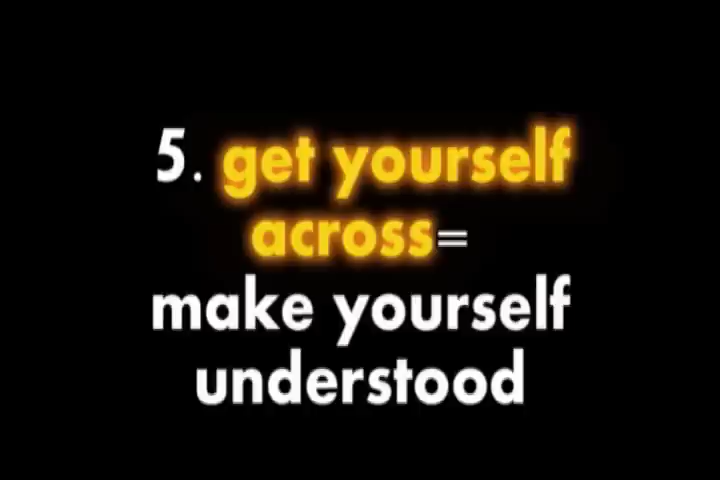 5. get yourself
across=
make yourself
understood